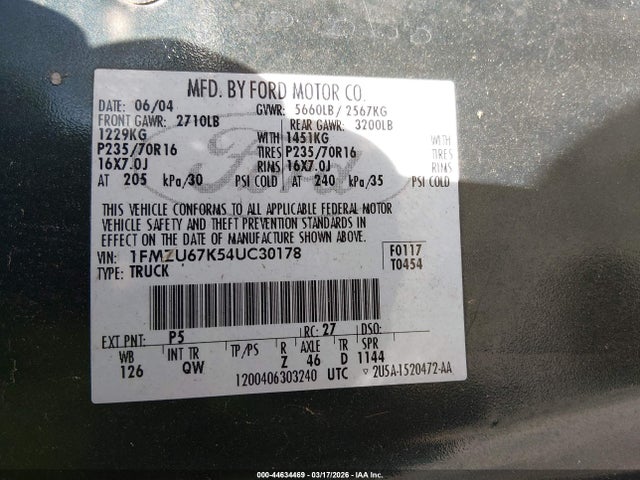 MFD. BY FORD MOTOR CO.
DATE: 06/04 GVWR: 5660LB / 2567KG
FRONT GAWR: 2710LB REAR GAWR: 3200LB
1229KG WITH 1451KG WITH
P235/70R16 TIRES P235/70R16 TIRES
16X7.0J RIMS 16X7.0J RIMS
AT 205 kPa/30 PSI COLD AT 240 kPa/35 PSI COLD
Ford
THIS VEHICLE CONFORMS TO ALL APPLICABLE FEDERAL MOTOR
VEHICLE SAFETY AND THEFT PREVENTION STANDARDS IN
EFFECT ON THE DATE OF MANUFACTURE SHOWN ABOVE.
VIN: 1FMZU67K54UC30178 F0117
TYPE: TRUCK T0454
EXT PNT: P5 RC: 27 DSO:
WB INT TR TP/PS R AXLE TR SPR
126 QW Z 46 D 1144
1200406303240 UTC ▽ 2U5A-1520472-AA
000-44634469 | 03/17/2026 | IAA Inc.